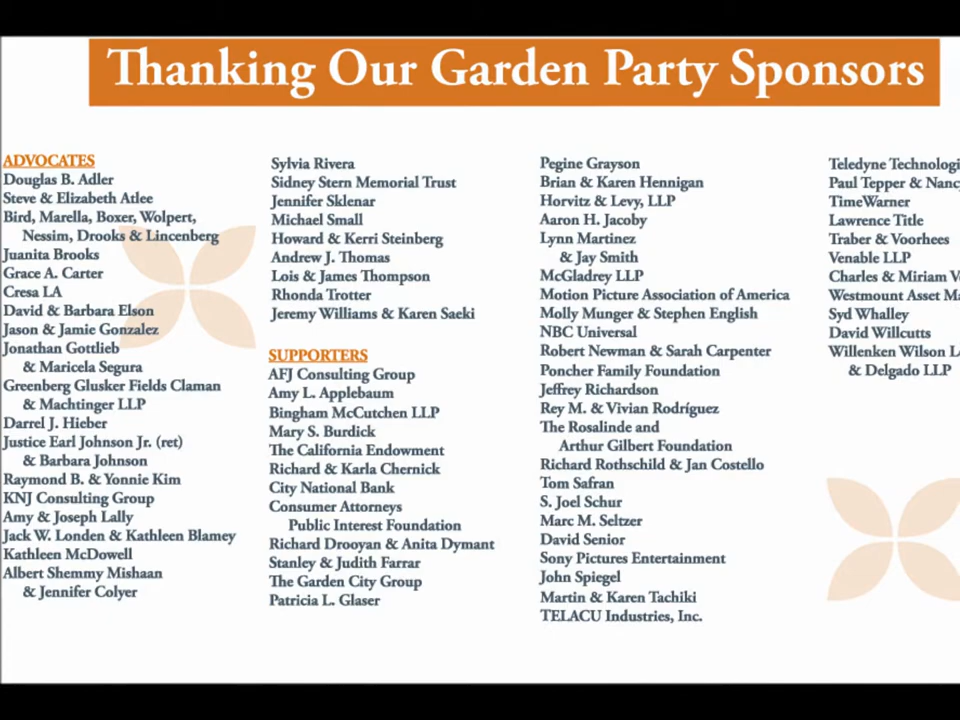 Thanking Our Garden Party Sponsors
ADVOCATES
Douglas B. Adler
Steve & Elizabeth Atlee
Bird, Marella, Boxer, Wolpert,
Nessim, Drooks & Lincenberg
Juanita Brooks
Grace A. Carter
Cresa LA
David & Barbara Elson
Jason & Jamie Gonzalez
Jonathan Gottlieb
& Maricela Segura
Greenberg Glusker Fields Claman
& Machtinger LLP
Darrel J. Hieber
Justice Earl Johnson Jr. (ret)
& Barbara Johnson
Raymond B. & Yonnie Kim
KNJ Consulting Group
Amy & Joseph Lally
Jack W. Londen & Kathleen Blamey
Kathleen McDowell
Albert Shemmy Mishaan
& Jennifer Colyer
Sylvia Rivera
Sidney Stern Memorial Trust
Jennifer Sklenar
Michael Small
Howard & Kerri Steinberg
Andrew J. Thomas
Lois & James Thompson
Rhonda Trotter
Jeremy Williams & Karen Saeki
SUPPORTERS
AFJ Consulting Group
Amy L. Applebaum
Bingham McCutchen LLP
Mary S. Burdick
The California Endowment
Richard & Karla Chernick
City National Bank
Consumer Attorneys
Public Interest Foundation
Richard Drooyan & Anita Dymant
Stanley & Judith Farrar
The Garden City Group
Patricia L. Glaser
Pegine Grayson
Brian & Karen Hennigan
Horvitz & Levy, LLP
Aaron H. Jacoby
Lynn Martinez
& Jay Smith
McGladrey LLP
Motion Picture Association of America
Molly Munger & Stephen English
NBC Universal
Robert Newman & Sarah Carpenter
Poncher Family Foundation
Jeffrey Richardson
Rey M. & Vivian Rodríguez
The Rosalinde and
Arthur Gilbert Foundation
Richard Rothschild & Jan Costello
Tom Safran
S. Joel Schur
Marc M. Seltzer
David Senior
Sony Pictures Entertainment
John Spiegel
Martin & Karen Tachiki
TELACU Industries, Inc.
Teledyne Technologi
Paul Tepper & Nancy
TimeWarner
Lawrence Title
Traber & Voorhees
Venable LLP
Charles & Miriam
Westmount Asset
Syd Whalley
David Willcutts
Willenken Wilson
& Delgado LLP